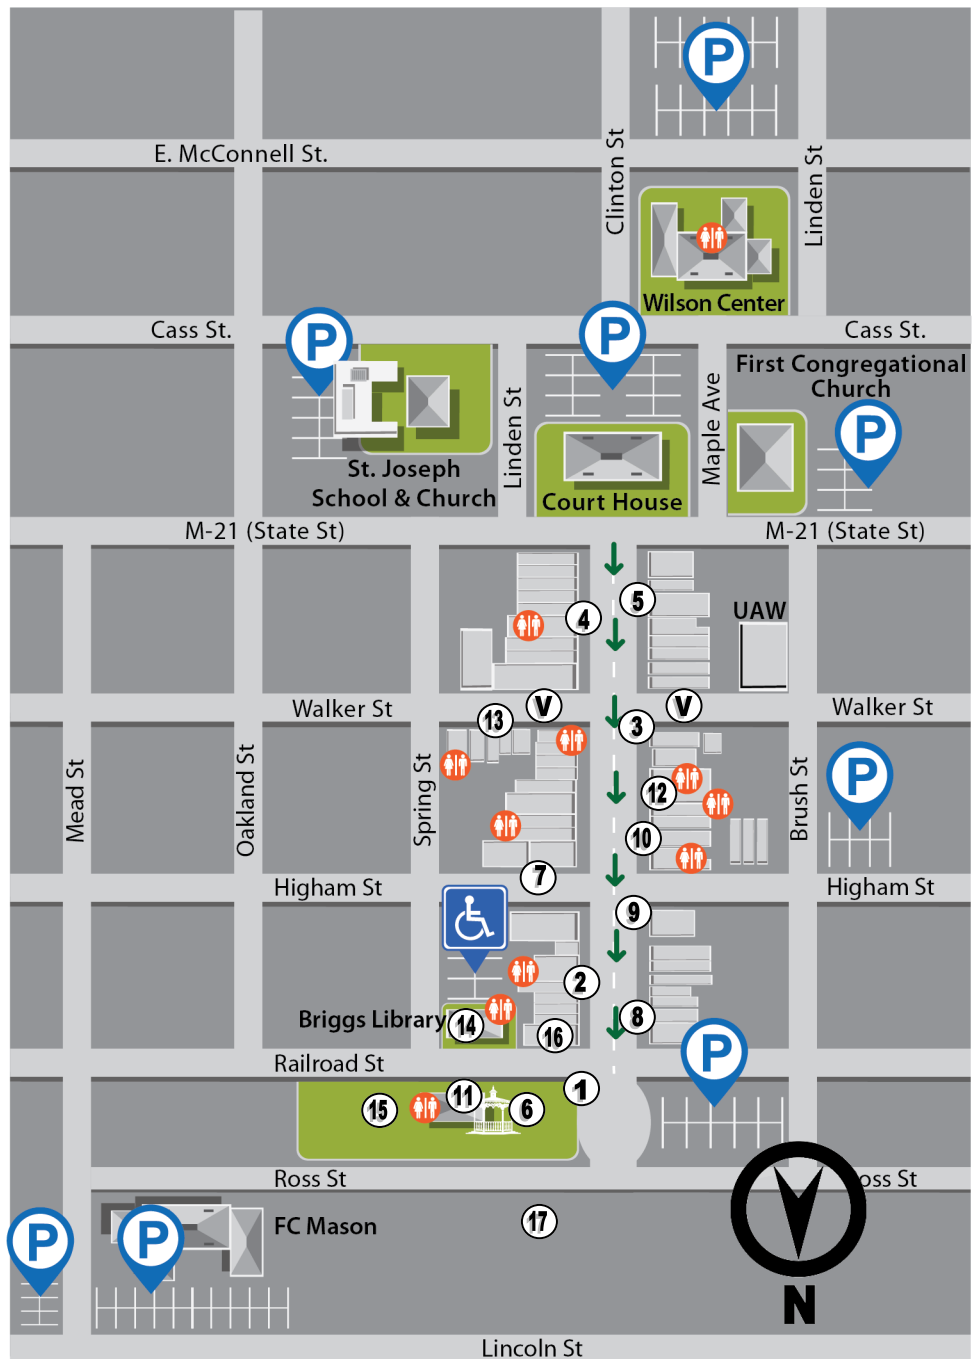 P
E. McConnell St.
Clinton St
Linden St
Wilson Center
Cass St.
P
P
Cass St.
First Congregational
Church
P
Linden St
Maple Ave
St. Joseph
School & Church
Court House
M-21 (State St)
M-21 (State St)
5
4
UAW
V
V
Walker St
Walker St
13
3
Mead St
Oakland St
Spring St
Brush St
P
12
10
7
Higham St
Higham St
9
2
Briggs Library
14
8
16
P
Railroad St
1
11
15
6
Ross St
oss St
17
FC Mason
P
P
N
Lincoln St